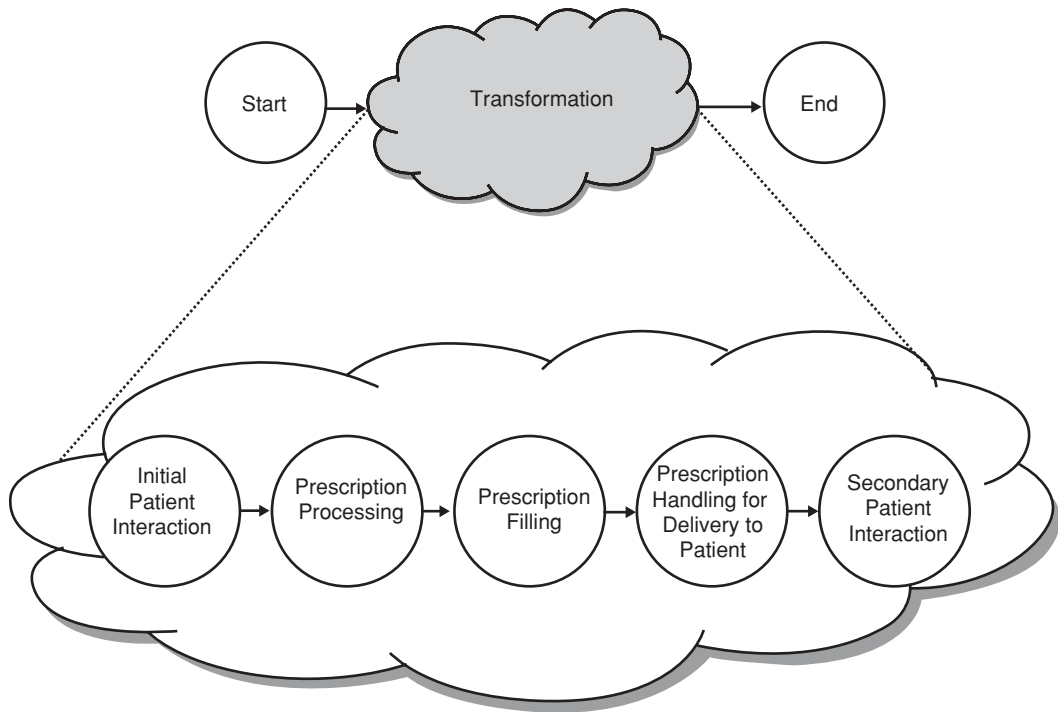 Start
Transformation
End
Initial
Patient
Interaction
Prescription
Processing
Prescription
Filling
Prescription
Handling for
Delivery to
Patient
Secondary
Patient
Interaction